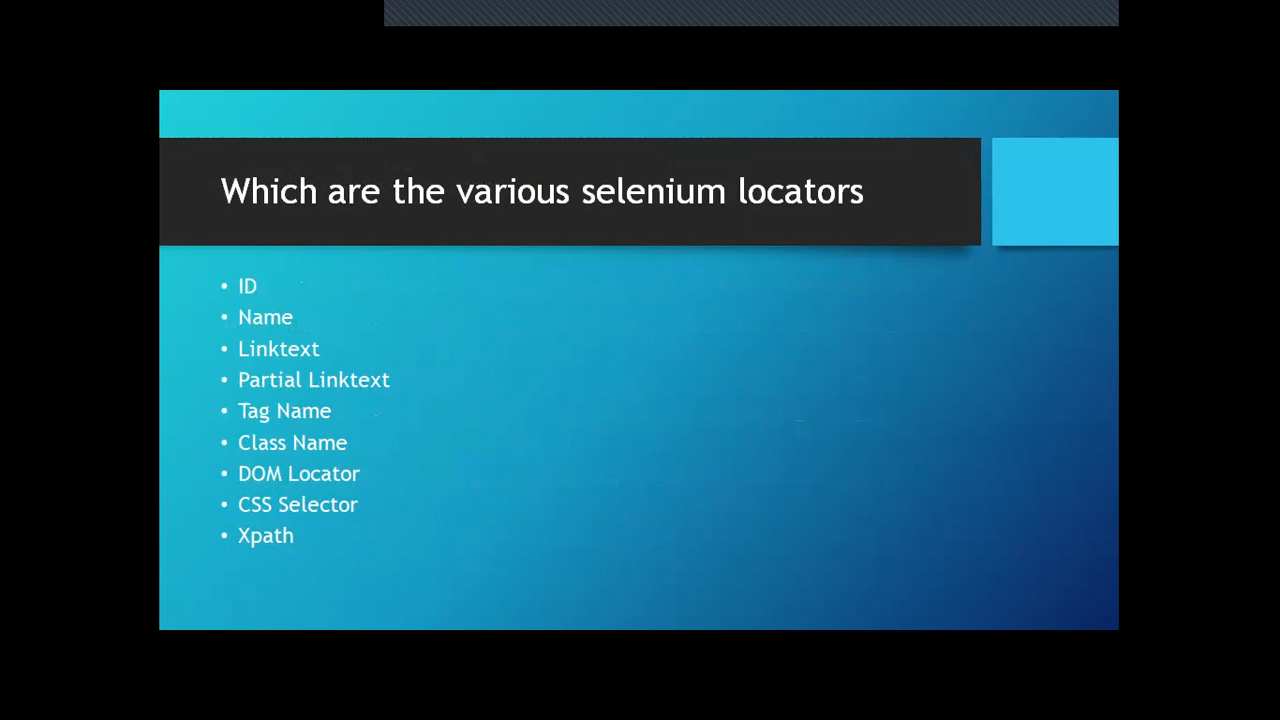 Which are the various selenium locators
• ID
• Name
• Linktext
• Partial Linktext
• Tag Name
• Class Name
• DOM Locator
• CSS Selector
• Xpath